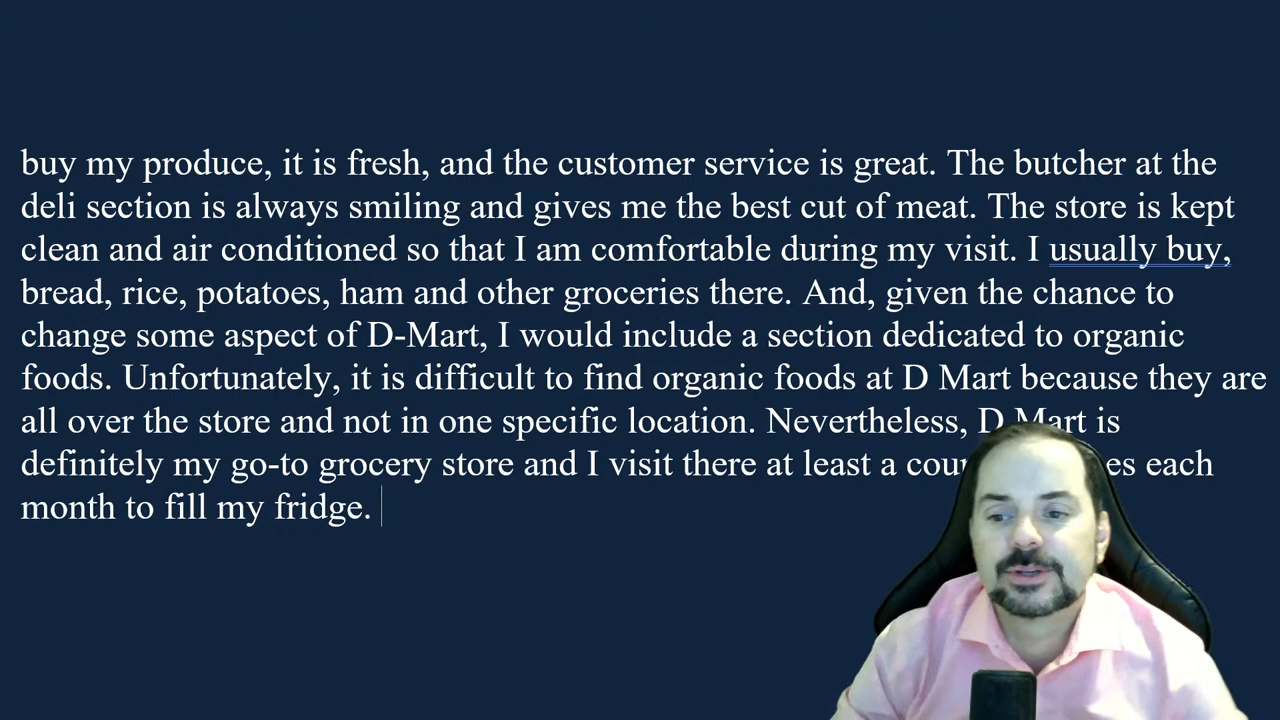 buy my produce, it is fresh, and the customer service is great. The butcher at the
deli section is always smiling and gives me the best cut of meat. The store is kept
clean and air conditioned so that I am comfortable during my visit. I usually buy,
bread, rice, potatoes, ham and other groceries there. And, given the chance to
change some aspect of D-Mart, I would include a section dedicated to organic
foods. Unfortunately, it is difficult to find organic foods at D Mart because they are
all over the store and not in one specific location. Nevertheless, D Mart is
definitely my go-to grocery store and I visit there at least a each
month to fill my fridge.